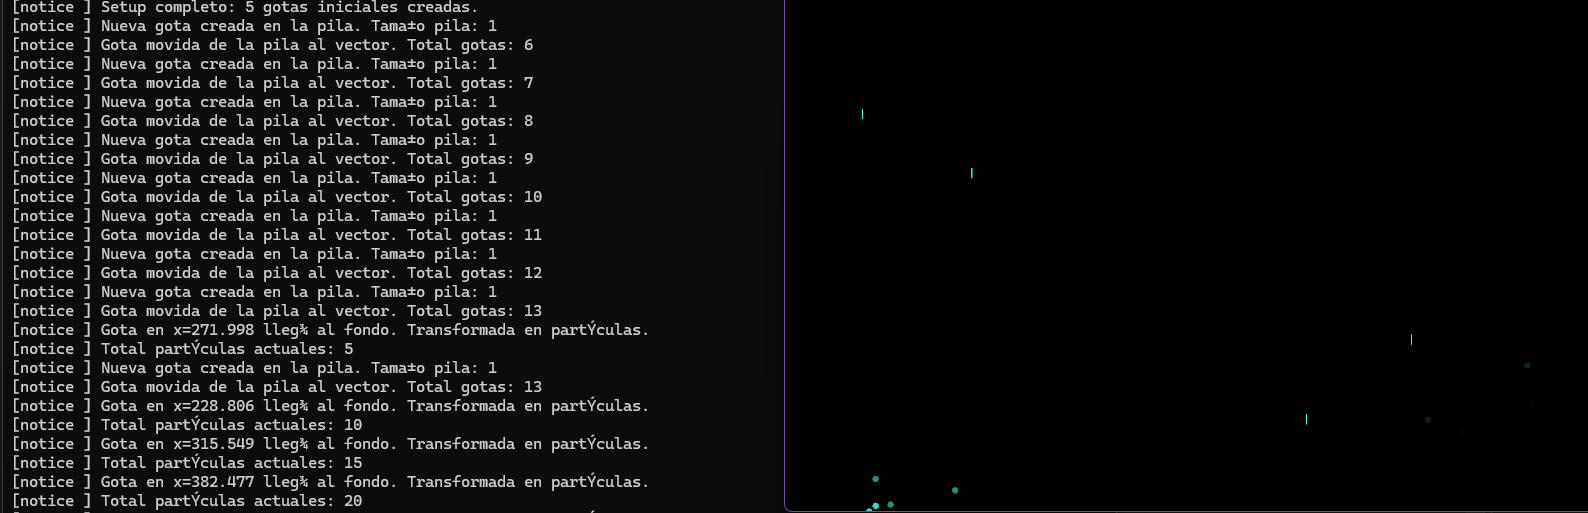 [notice ] Setup completo: 5 gotas iniciales creadas.
[notice ] Nueva gota creada en la pila. Tama±o pila: 1
[notice ] Gota movida de la pila al vector. Total gotas: 6
[notice ] Nueva gota creada en la pila. Tama±o pila: 1
[notice ] Gota movida de la pila al vector. Total gotas: 7
[notice ] Nueva gota creada en la pila. Tama±o pila: 1
[notice ] Gota movida de la pila al vector. Total gotas: 8
[notice ] Nueva gota creada en la pila. Tama±o pila: 1
[notice ] Gota movida de la pila al vector. Total gotas: 9
[notice ] Nueva gota creada en la pila. Tama±o pila: 1
[notice ] Gota movida de la pila al vector. Total gotas: 10
[notice ] Nueva gota creada en la pila. Tama±o pila: 1
[notice ] Gota movida de la pila al vector. Total gotas: 11
[notice ] Nueva gota creada en la pila. Tama±o pila: 1
[notice ] Gota movida de la pila al vector. Total gotas: 12
[notice ] Nueva gota creada en la pila. Tama±o pila: 1
[notice ] Gota movida de la pila al vector. Total gotas: 13
[notice ] Gota en x=271.998 lleg¾ al fondo. Transformada en partÝculas.
[notice ] Total partÝculas actuales: 5
[notice ] Nueva gota creada en la pila. Tama±o pila: 1
[notice ] Gota movida de la pila al vector. Total gotas: 13
[notice ] Gota en x=228.806 lleg¾ al fondo. Transformada en partÝculas.
[notice ] Total partÝculas actuales: 10
[notice ] Gota en x=315.549 lleg¾ al fondo. Transformada en partÝculas.
[notice ] Total partÝculas actuales: 15
[notice ] Gota en x=382.477 lleg¾ al fondo. Transformada en partÝculas.
[notice ] Total partÝculas actuales: 20